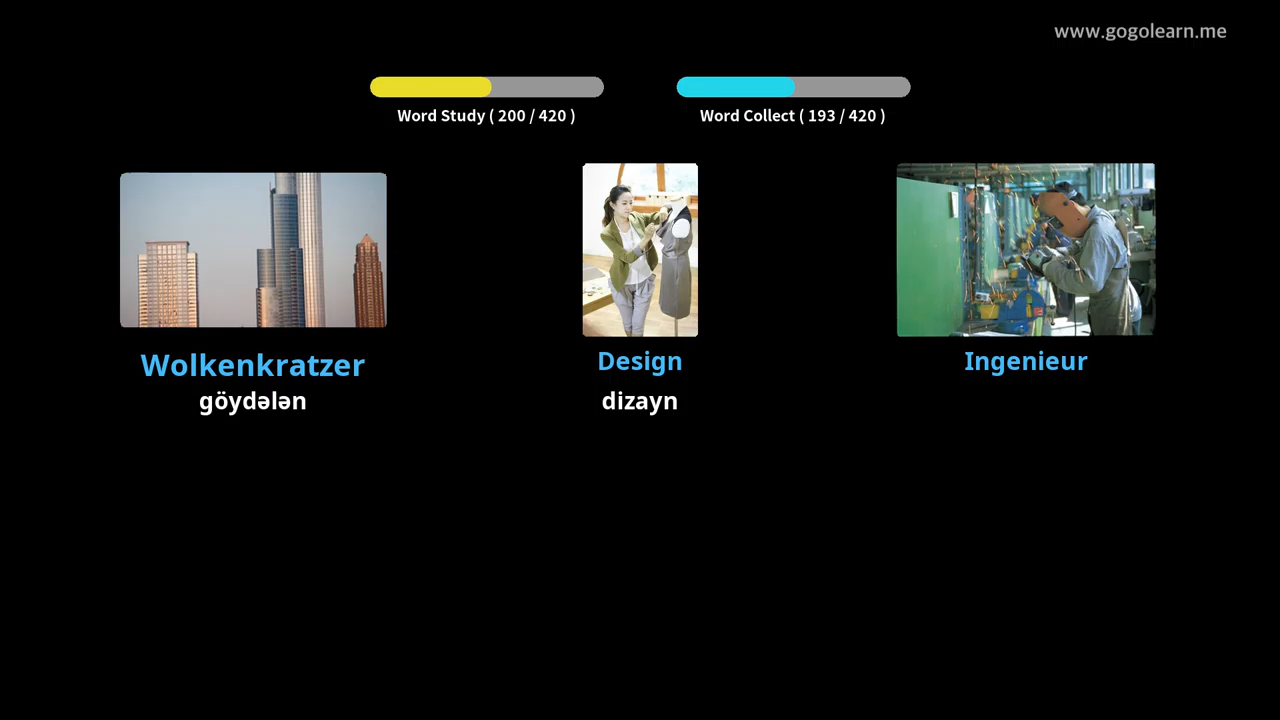 www.gogolearn.me
Word Study ( 200 / 420 )
Word Collect ( 193 / 420 )
Wolkenkratzer
göydələn
Design
dizayn
Ingenieur